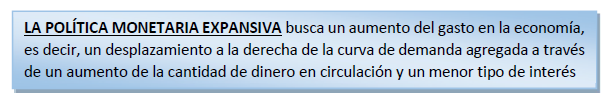 LA POLÍTICA MONETARIA EXPANSIVA busca un aumento del gasto en la economía,
es decir, un desplazamiento a la derecha de la curva de demanda agregada a través
de un aumento de la cantidad de dinero en circulación y un menor tipo de interés